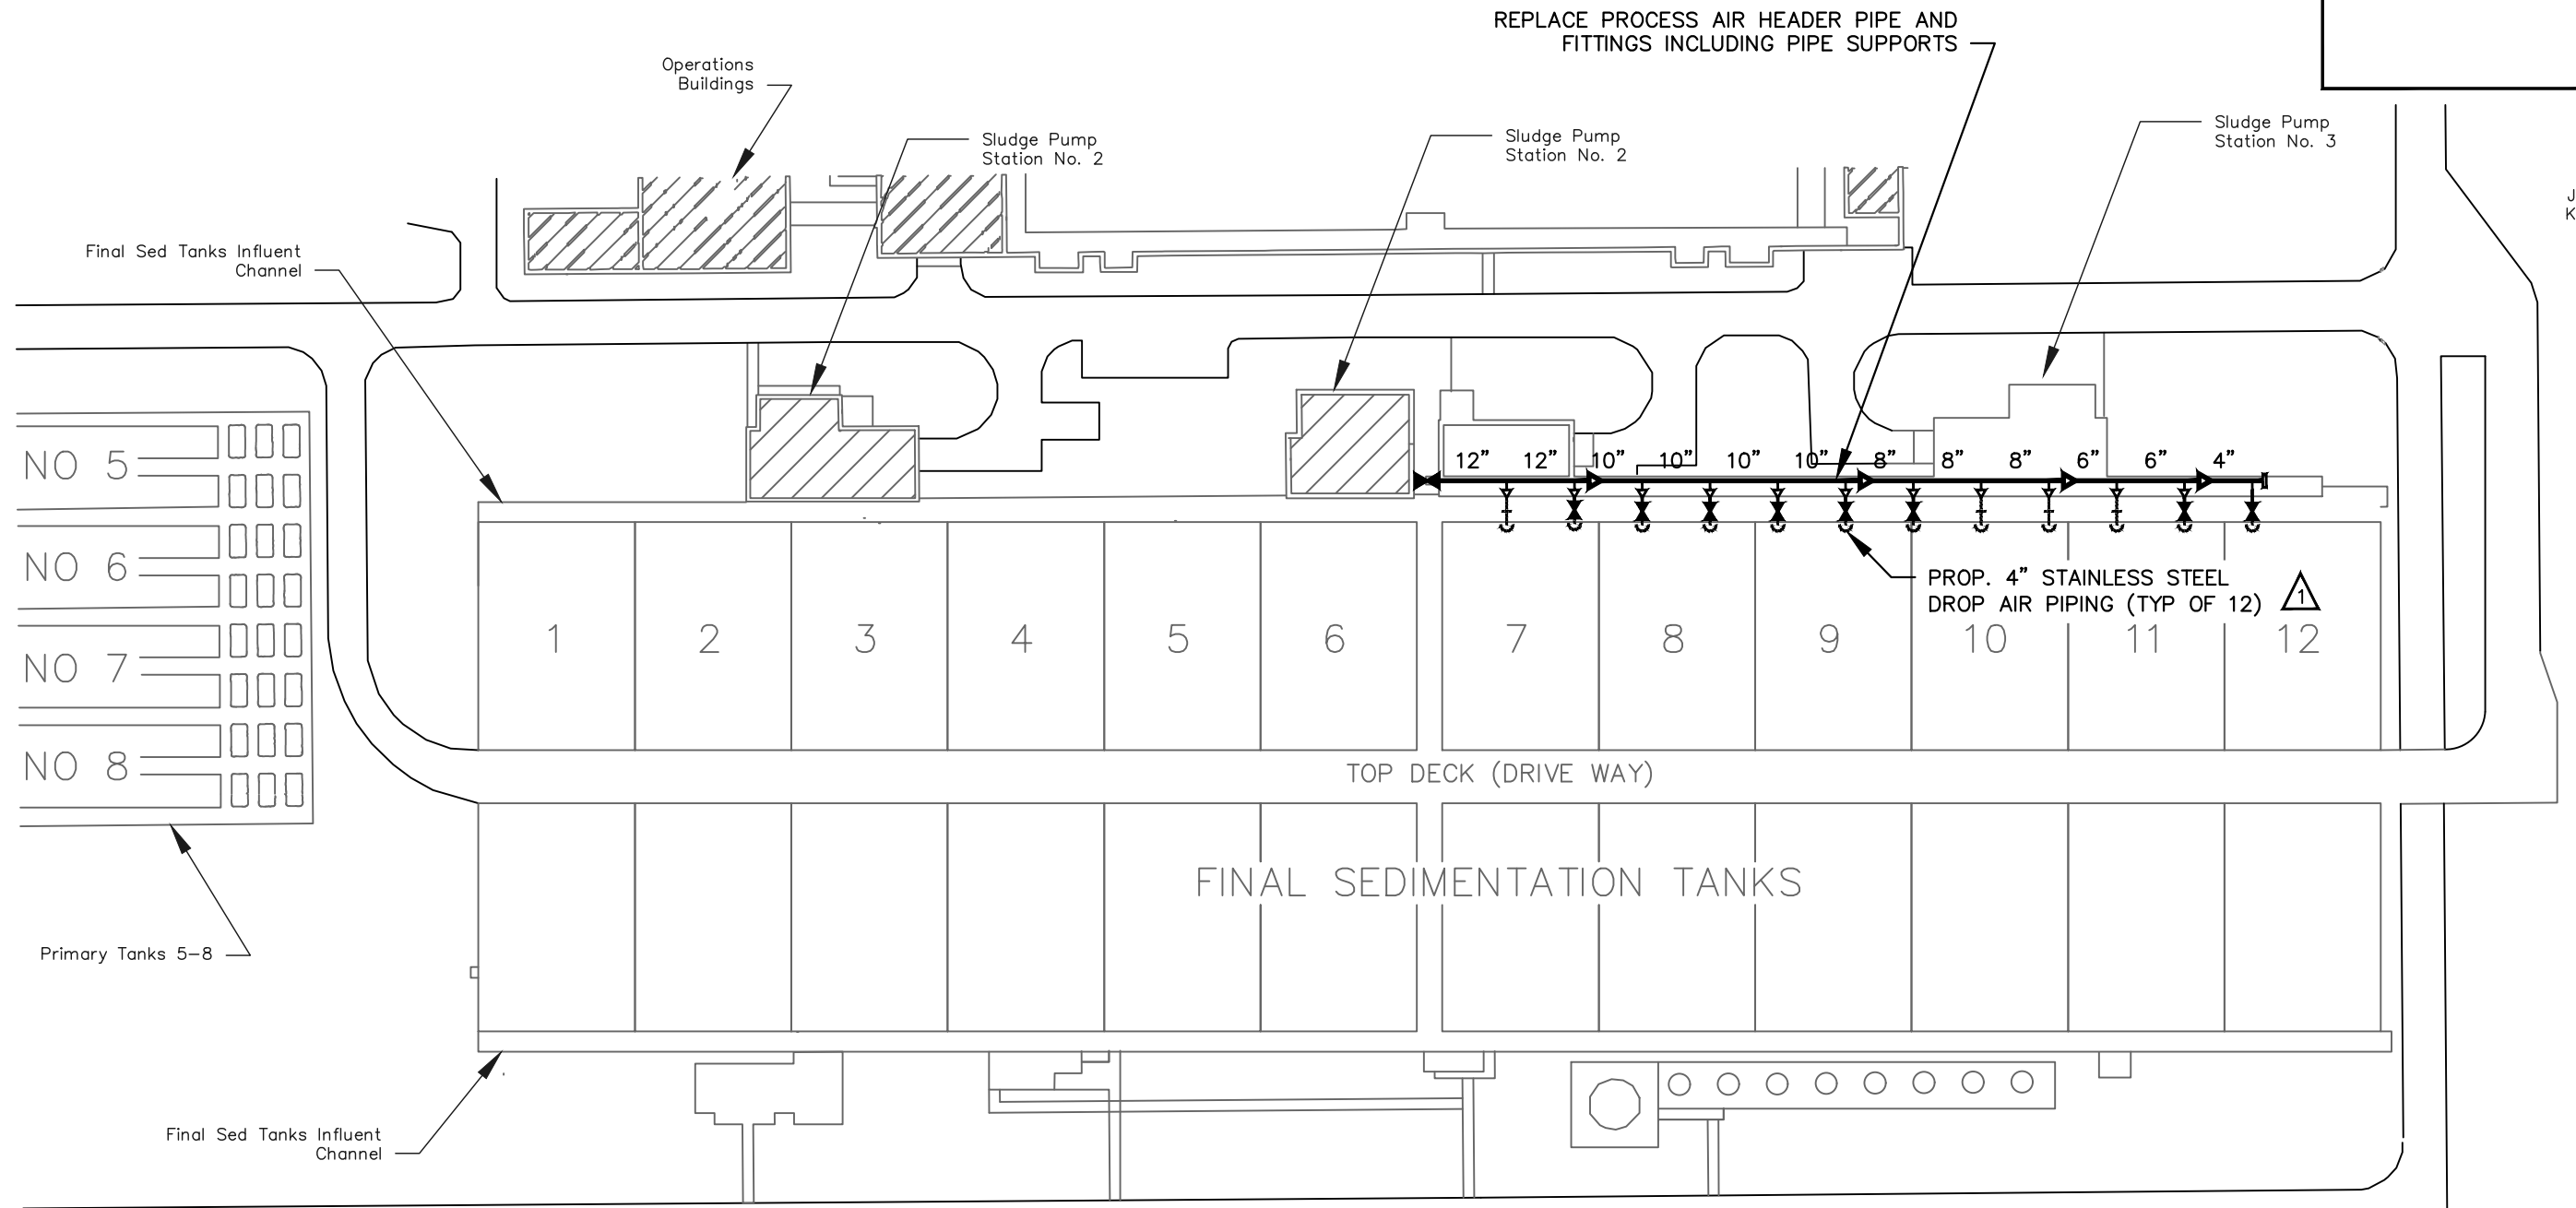 REPLACE PROCESS AIR HEADER PIPE AND
FITTINGS INCLUDING PIPE SUPPORTS
Operations
Buildings
Sludge Pump
Station No. 2
Sludge Pump
Station No. 2
Sludge Pump
Station No. 3
J
K
Final Sed Tanks Influent
Channel
12” 12” 10” 10” 10” 10” 8” 8” 8” 6” 6” 4”
NO 5
NO 6
NO 7
NO 8
PROP. 4” STAINLESS STEEL
DROP AIR PIPING (TYP OF 12)
1
1 2 3 4 5 6 7 8 9 10 11 12
TOP DECK (DRIVE WAY)
FINAL SEDIMENTATION TANKS
Primary Tanks 5-8
Final Sed Tanks Influent
Channel